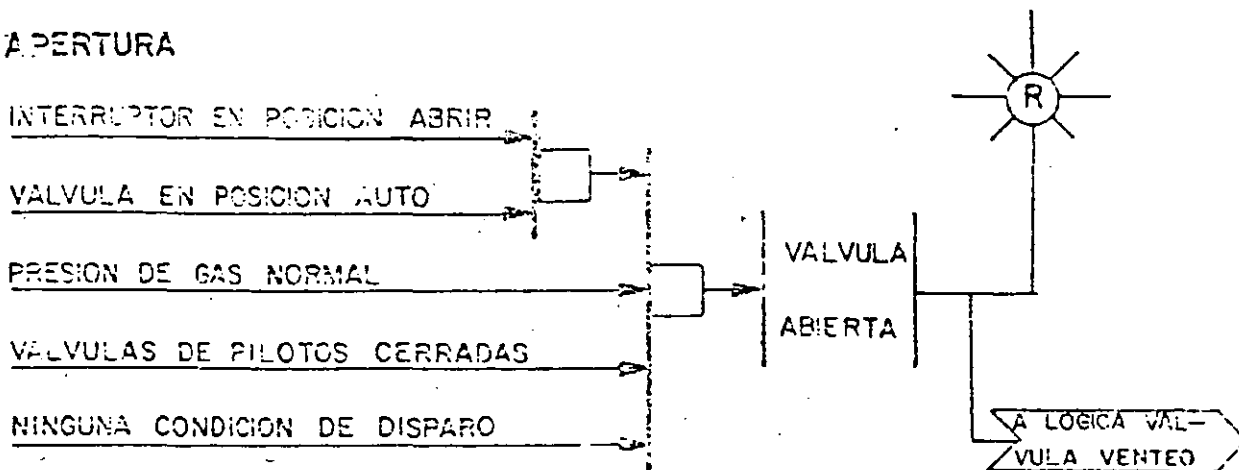 APERTURA
INTERRUPTOR EN POSICION ABRIR
VALVULA EN POSICION AUTO
PRESION DE GAS NORMAL
VALVULAS DE PILOTOS CERRADAS
NINGUNA CONDICION DE DISPARO
VALVULA
ABIERTA
R
A LOGICA VAL-
VULA VENTEO